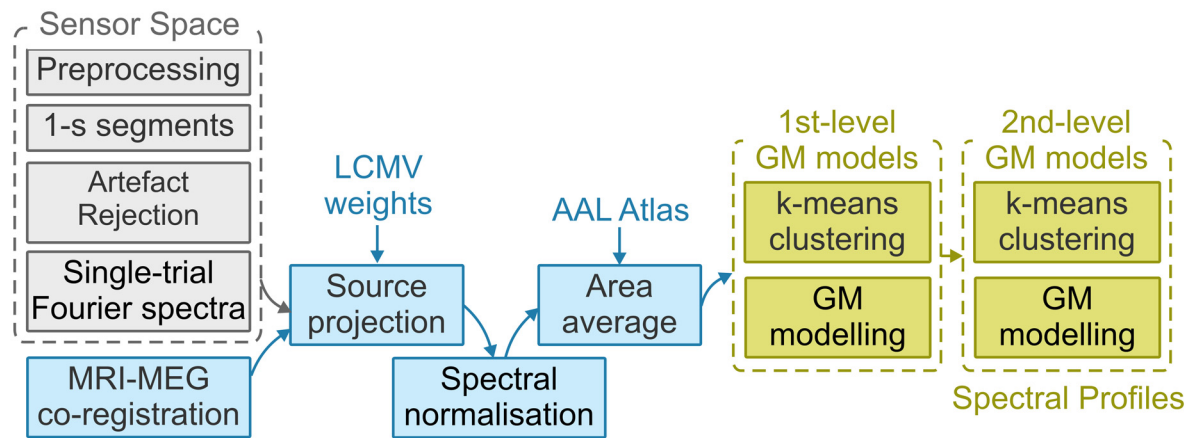 Sensor Space
Preprocessing
1-s segments
Artefact
Rejection
Single-trial
Fourier spectra
MRI-MEG
co-registration
LCMV
weights
Source
projection
Spectral
normalisation
AAL Atlas
Area
average
1st-level
GM models
k-means
clustering
GM
modelling
2nd-level
GM models
k-means
clustering
GM
modelling
Spectral Profiles